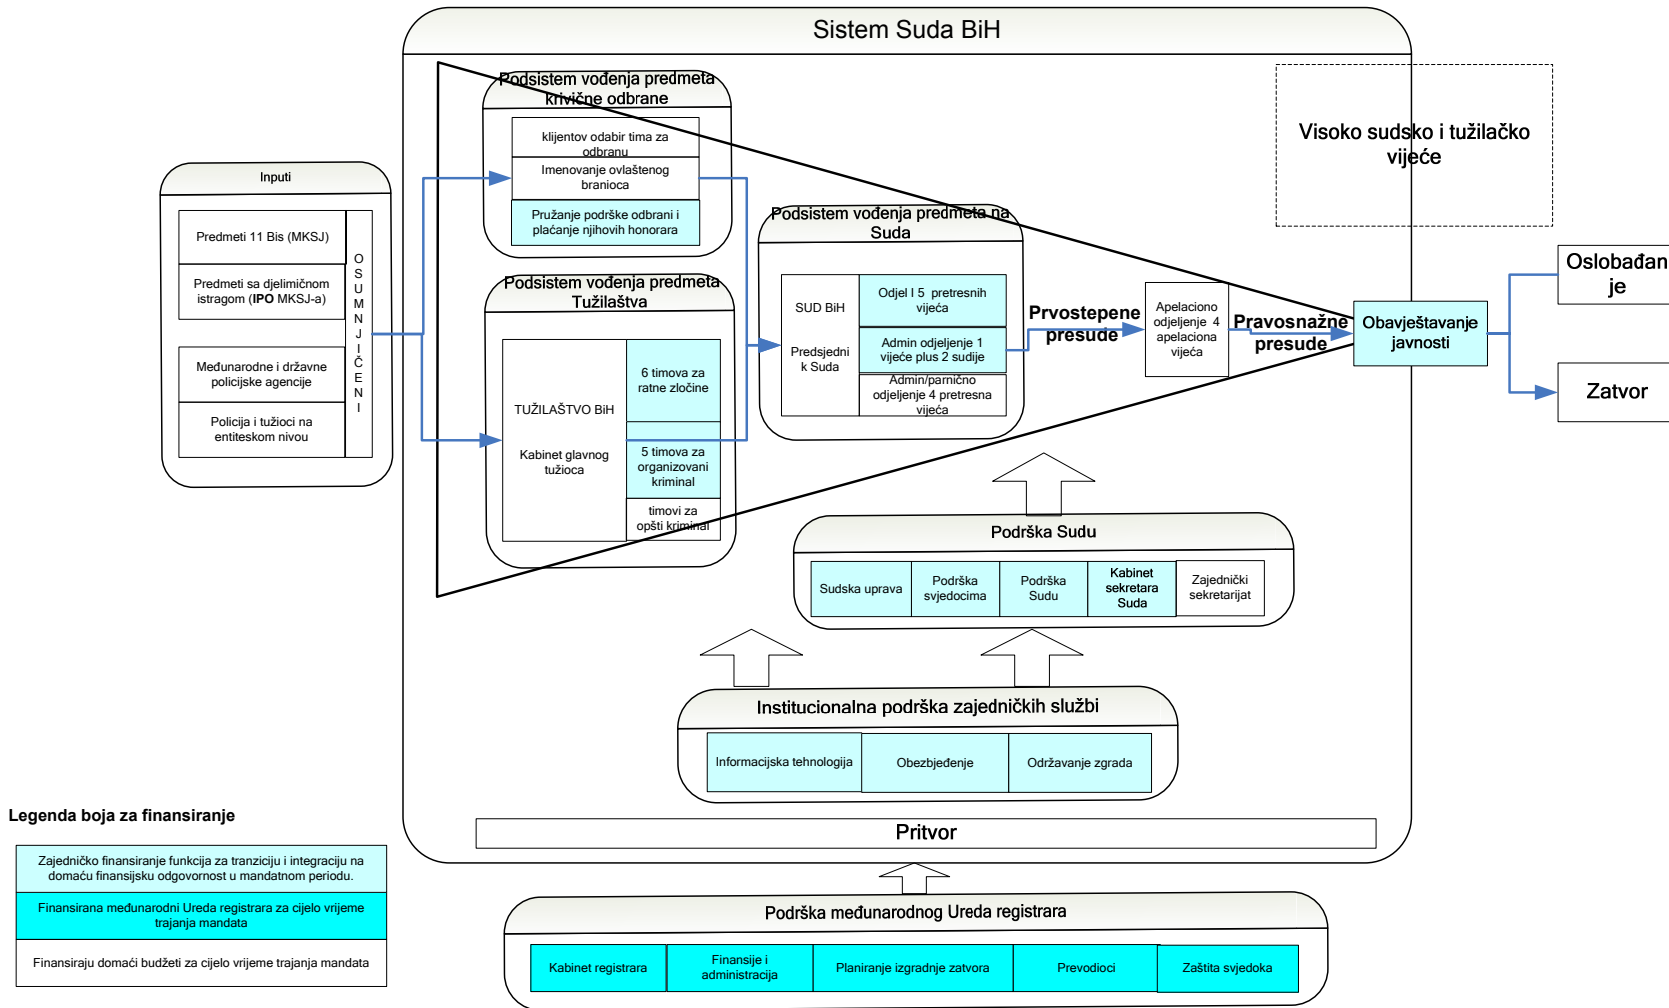 Sistem Suda BiH
Podsistem vođenja predmeta
krivične odbrane
klijentov odabir tima za
odbranu
Imenovanje ovlaštenog
branioca
Pružanje podrške odbrani i
plaćanje njihovih honorara
Visoko sudsko i tužilačko
vijeće
Inputi
Predmeti 11 Bis (MKSJ)
Predmeti sa djelimičnom
istragom (IPO MKSJ-a)
Međunarodne i državne
policijske agencije
Policija i tužioci na
entiteskom nivou
O
S
U
M
N
J
I
Č
E
N
I
Podsistem vođenja predmeta
Tužilaštva
TUŽILAŠTVO BiH
Kabinet glavnog
tužioca
6 timova za
ratne zločine
5 timova za
organizovani
kriminal
timovi za
opšti kriminal
Podsistem vođenja predmeta na
Suda
SUD BiH
Predsjedni
k Suda
Odjel I 5  pretresnih
vijeća
Admin odjeljenje 1
vijeće plus 2 sudije
Admin/parnično
odjeljenje 4 pretresna
vijeća
Prvostepene
presude
Apelaciono
odjeljenje  4
apelaciona
vijeća
Pravosnažne
presude
Obavještavanje
javnosti
Oslobađan
je
Zatvor
Podrška Sudu
Sudska uprava
Podrška
svjedocima
Podrška
Sudu
Kabinet
sekretara
Suda
Zajednički
sekretarijat
Institucionalna podrška zajedničkih službi
Informacijska tehnologija
Obezbjeđenje
Održavanje zgrada
Pritvor
Legenda boja za finansiranje
Zajedničko finansiranje funkcija za tranziciju i integraciju na
domaću finansijsku odgovornost u mandatnom periodu.
Finansirana međunarodni Ureda registrara za cijelo vrijeme
trajanja mandata
Finansiraju domaći budžeti za cijelo vrijeme trajanja mandata
Podrška međunarodnog Ureda registrara
Kabinet registrara
Finansije i
administracija
Planiranje izgradnje zatvora
Prevodioci
Zaštita svjedoka